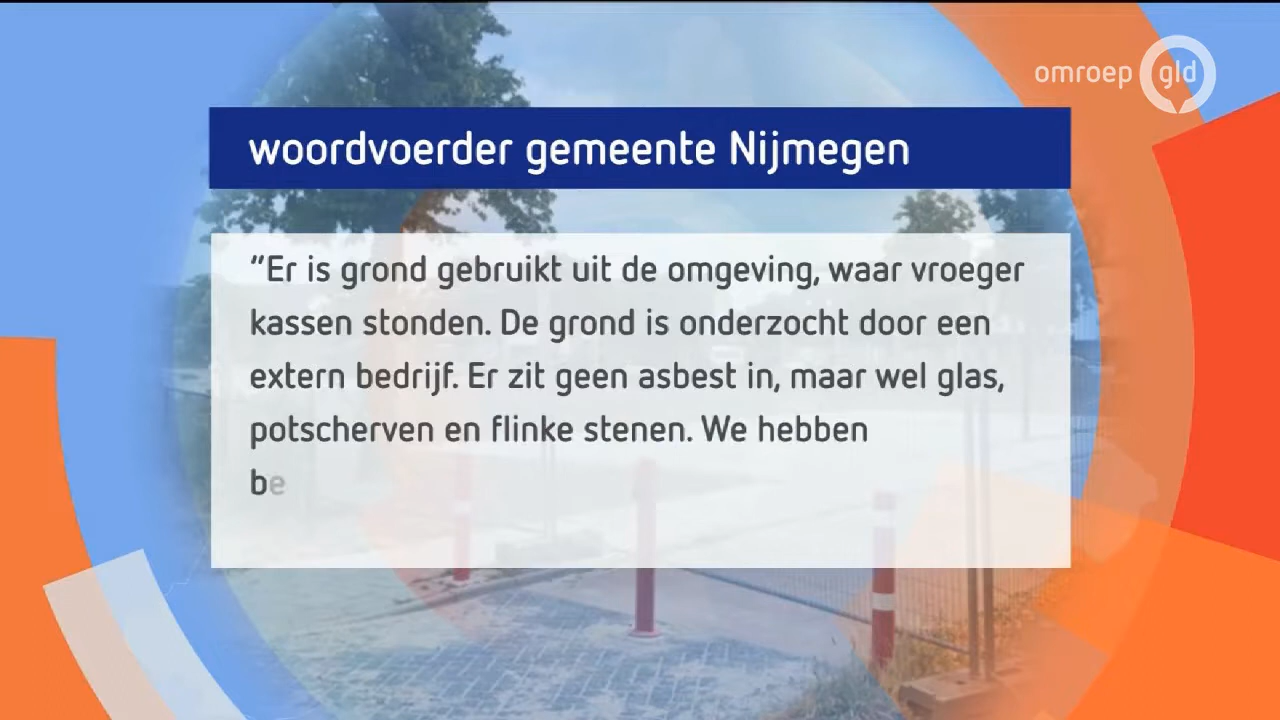 omroep gld
woordvoerder gemeente Nijmegen
“Er is grond gebruikt uit de omgeving, waar vroeger
kassen stonden. De grond is onderzocht door een
extern bedrijf. Er zit geen asbest in, maar wel glas,
potscherven en flinke stenen. We hebben
be